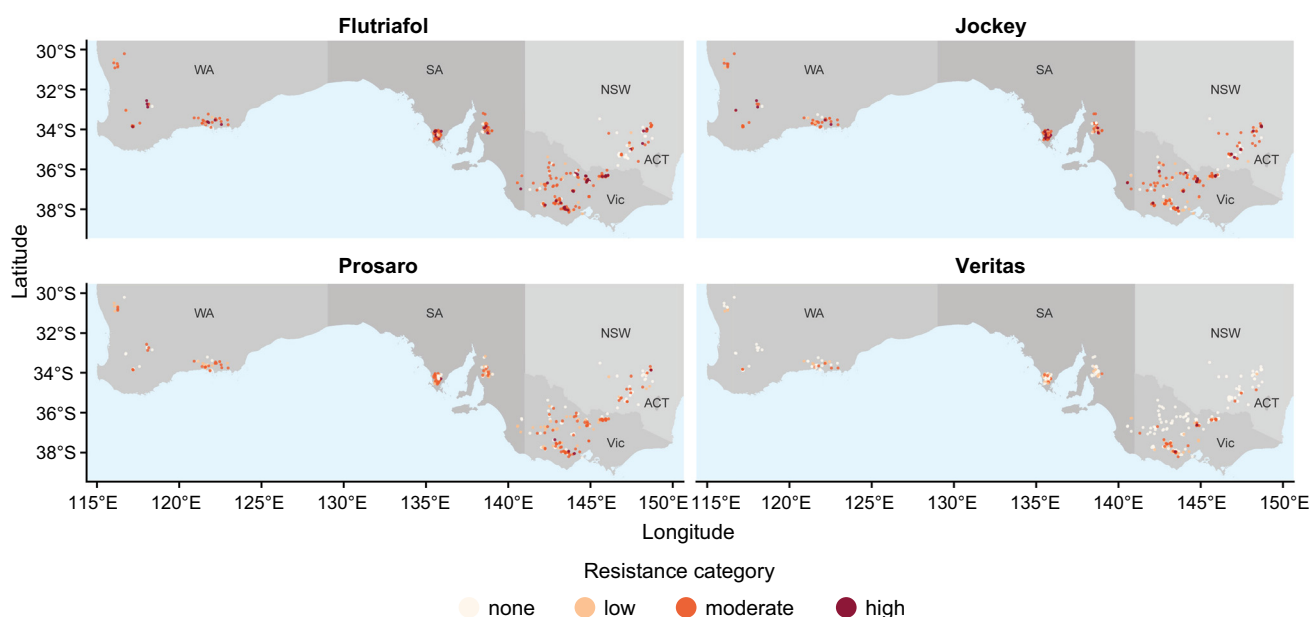 Flutriafol
Jockey
30°S
32°S
34°S
36°S
38°S
WA
SA
NSW
ACT
Vic
WA
SA
NSW
ACT
Vic
Latitude
Prosaro
Veritas
30°S
32°S
34°S
36°S
38°S
WA
SA
NSW
ACT
Vic
WA
SA
NSW
ACT
Vic
115°E 120°E 125°E 130°E 135°E 140°E 145°E 150°E
115°E 120°E 125°E 130°E 135°E 140°E 145°E 150°E
Longitude
Resistance category
none low moderate high